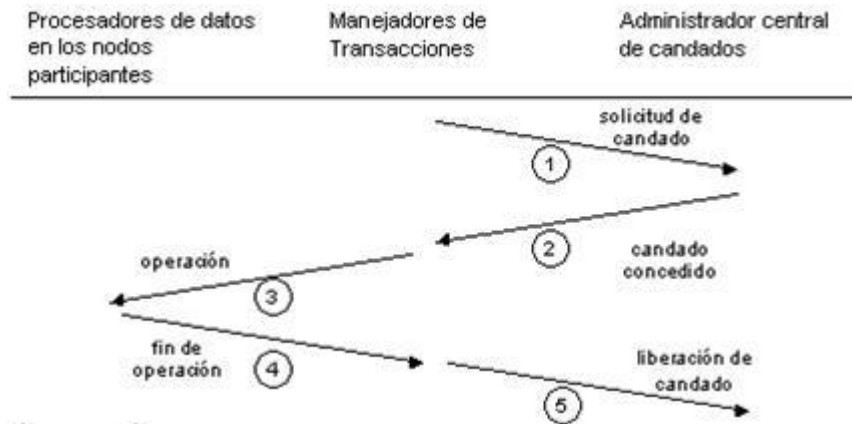 Procesadores de datos
en los nodos
participantes
Manejadores de
Transacciones
Administrador central
de candados
solicitud de
candado
1
2
candado
concedido
operación
3
fin de
operación
4
liberación de
candado
5